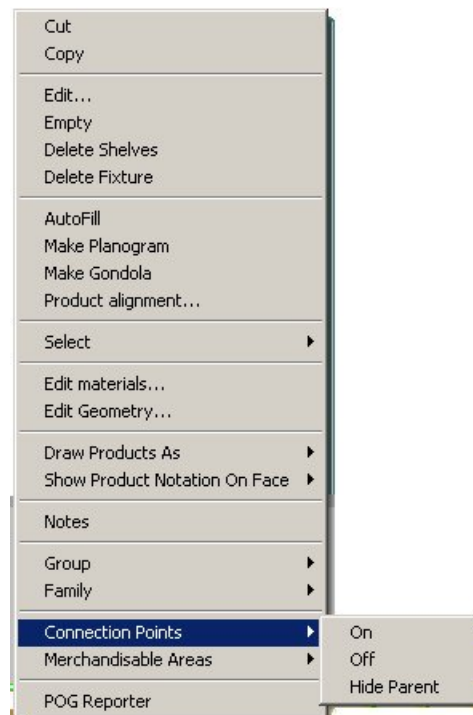 Cut
Copy
Edit...
Empty
Delete Shelves
Delete Fixture
AutoFill
Make Planogram
Make Gondola
Product alignment...
Select
Edit materials...
Edit Geometry...
Draw Products As
Show Product Notation On Face
Notes
Group
Family
Connection Points
On
Merchandisable Areas
Off
Hide Parent
POG Reporter